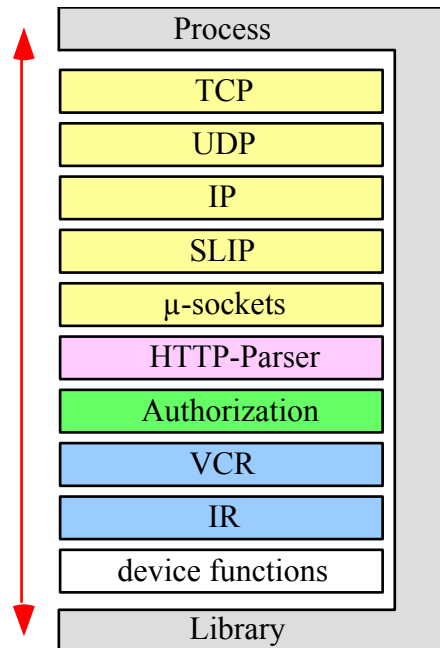 Process
TCP
UDP
IP
SLIP
µ-sockets
HTTP-Parser
Authorization
VCR
IR
device functions
Library